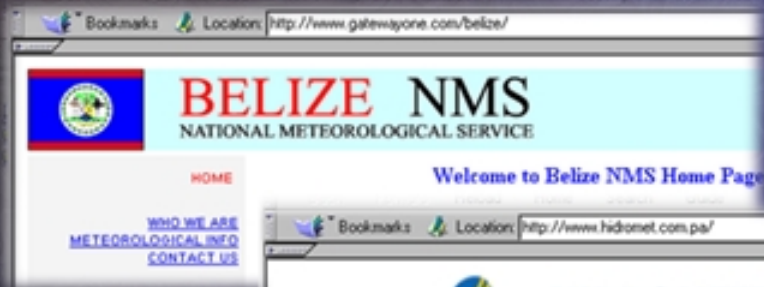 Bookmarks Location: http://www.gatewayone.com/belize/
BELIZE NMS
NATIONAL METEOROLOGICAL SERVICE
HOME
Welcome to Belize NMS Home Page
WHO WE ARE
METEOROLOGICAL INFO
CONTACT US
Bookmarks Location: http://www.hidromet.com.pa/